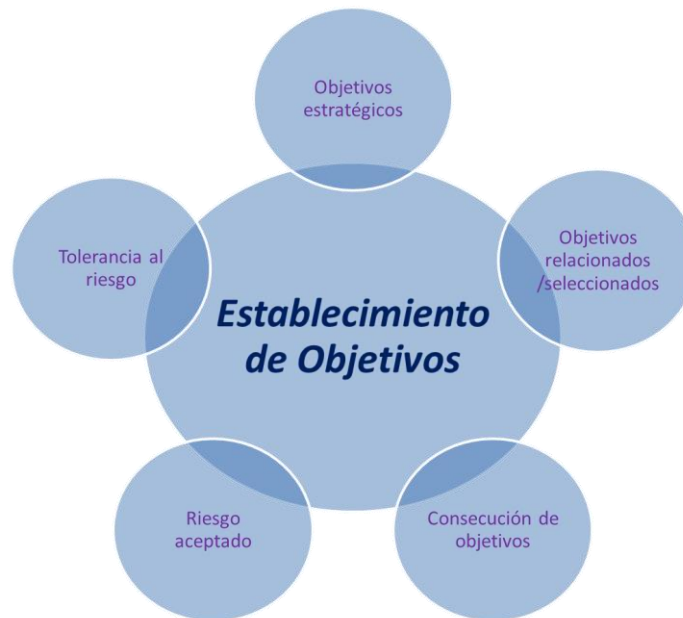 Objetivos
estratégicos
Tolerancia al
riesgo
Objetivos
relacionados
/seleccionados
Establecimiento
de Objetivos
Riesgo
aceptado
Consecución de
objetivos